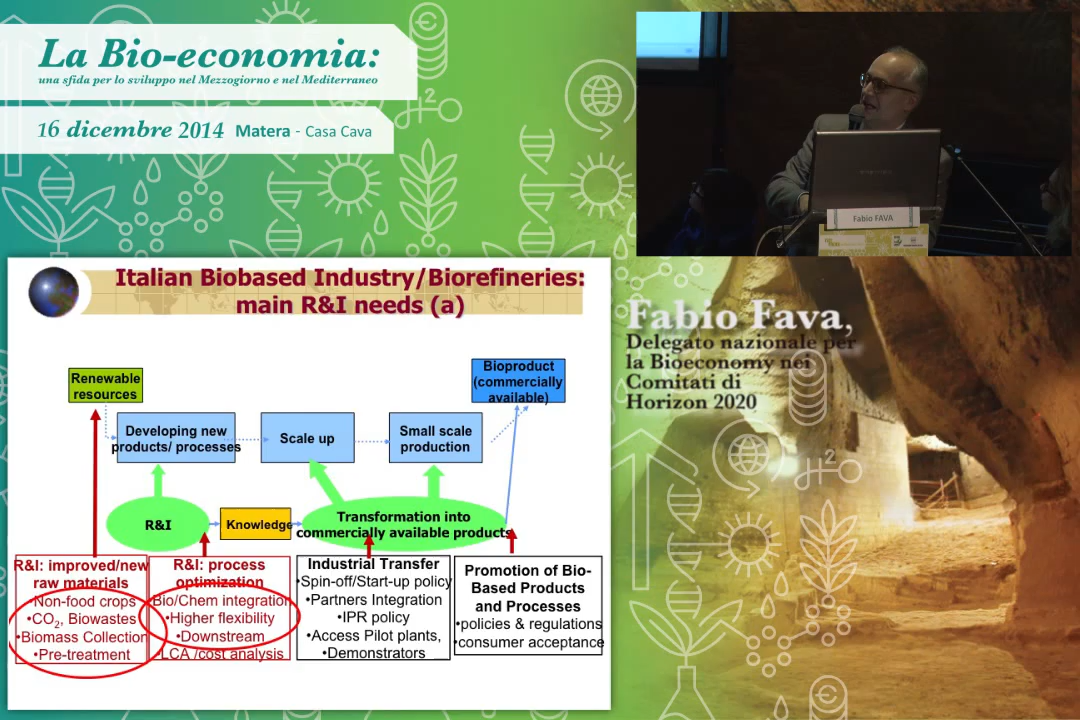 La Bio-economia:
una sfida per lo sviluppo nel Mezzogiorno e nel Mediterraneo
16 dicembre 2014 Matera - Casa Cava
Fabio FAVA
Fabio Fava,
Delegato nazionale per
la Bioeconomy nei
Comitati di
Horizon 2020
Italian Biobased Industry/Biorefineries:
main R&I needs (a)
Renewable
resources
Bioproduct
(commercially
available)
Developing new
products/ processes
Scale up
Small scale
production
R&I
Knowledge
Transformation into
commercially available products
R&I: improved/new
raw materials
•Non-food crops
•CO₂, Biowastes
•Biomass Collection
•Pre-treatment
R&I: process
optimization
•Bio/Chem integration
•Higher flexibility
•Downstream
•LCA /cost analysis
Industrial Transfer
•Spin-off/Start-up policy
•Partners Integration
•IPR policy
•Access Pilot plants,
•Demonstrators
Promotion of Bio-
Based Products
and Processes
•policies & regulations
•consumer acceptance